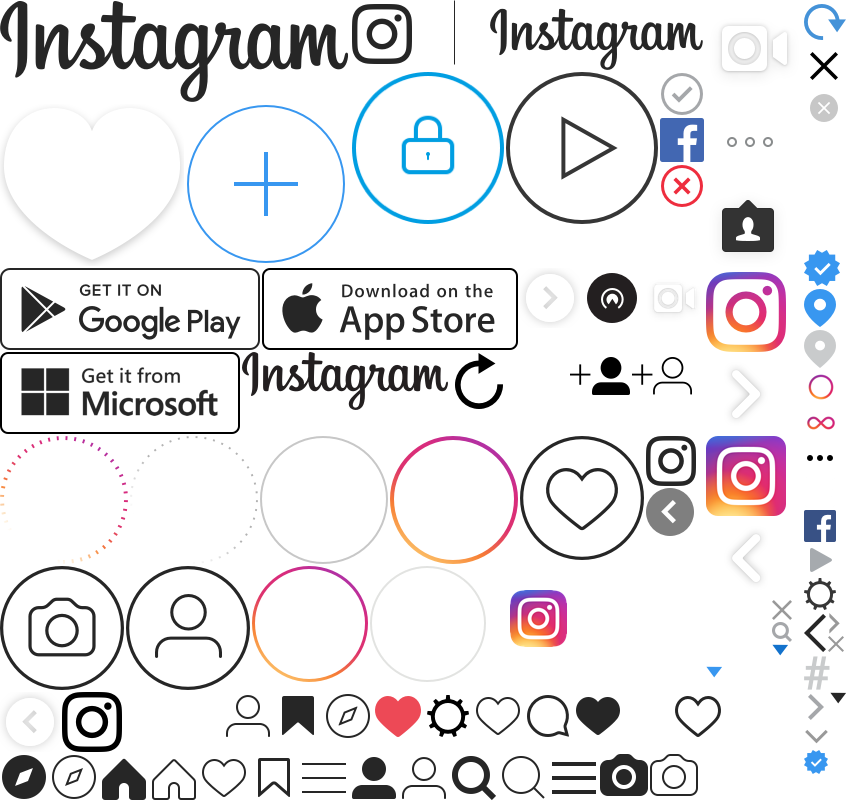 Instagram
Instagram
GET IT ON
Google Play
Download on the
App Store
Get it from
Microsoft
Instagram